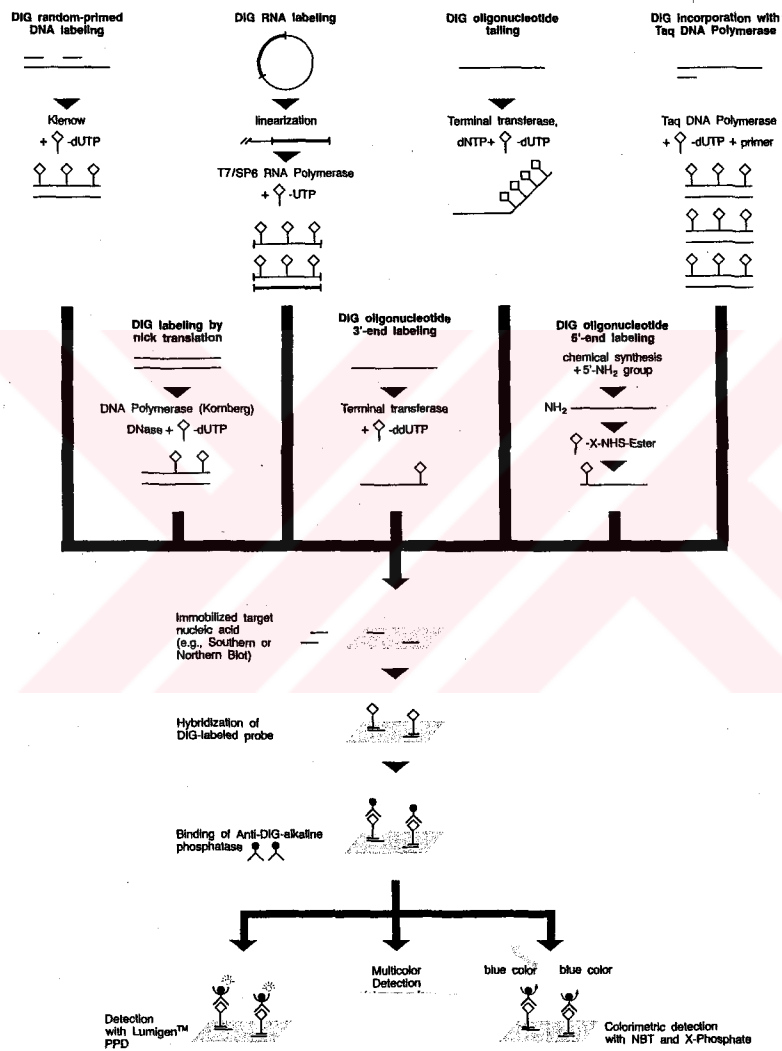 DIG random-primed
DNA labeling
Klenow
+ -dUTP
DIG RNA labeling
linearization
T7/SP6 RNA Polymerase
+ -UTP
DIG oligonucleotide
tailing
Terminal transferase,
dNTP+ -dUTP
DIG incorporation with
Taq DNA Polymerase
Taq DNA Polymerase
+ -dUTP + primer
DIG labeling by
nick translation
DNA Polymerase (Kornberg)
DNase + -dUTP
DIG oligonucleotide
3'-end labeling
Terminal transferase
+ -ddUTP
DIG oligonucleotide
5'-end labeling
chemical synthesis
+5'-NH₂ group
NH₂
-X-NHS-Ester
Immobilized target
nucleic acid
(e.g., Southern or
Northern Blot)
Hybridization of
DIG-labeled probe
Binding of Anti-DIG-alkaline
phosphatase
Detection
with Lumigen™
PPD
Multicolor
Detection
blue color blue color
Colorimetric detection
with NBT and X-Phosphate